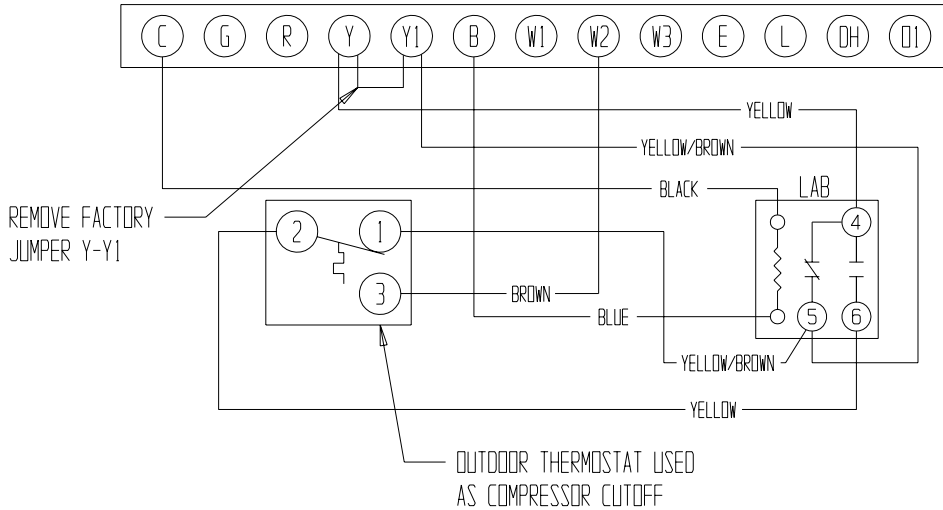 C G R Y Y1 B W1 W2 W3 E L DH O1
YELLOW
YELLOW/BROWN
BLACK
LAB
REMOVE FACTORY
JUMPER Y-Y1
2 1
4
3
BROWN
BLUE
5 6
YELLOW/BROWN
YELLOW
OUTDOOR THERMOSTAT USED
AS COMPRESSOR CUTOFF